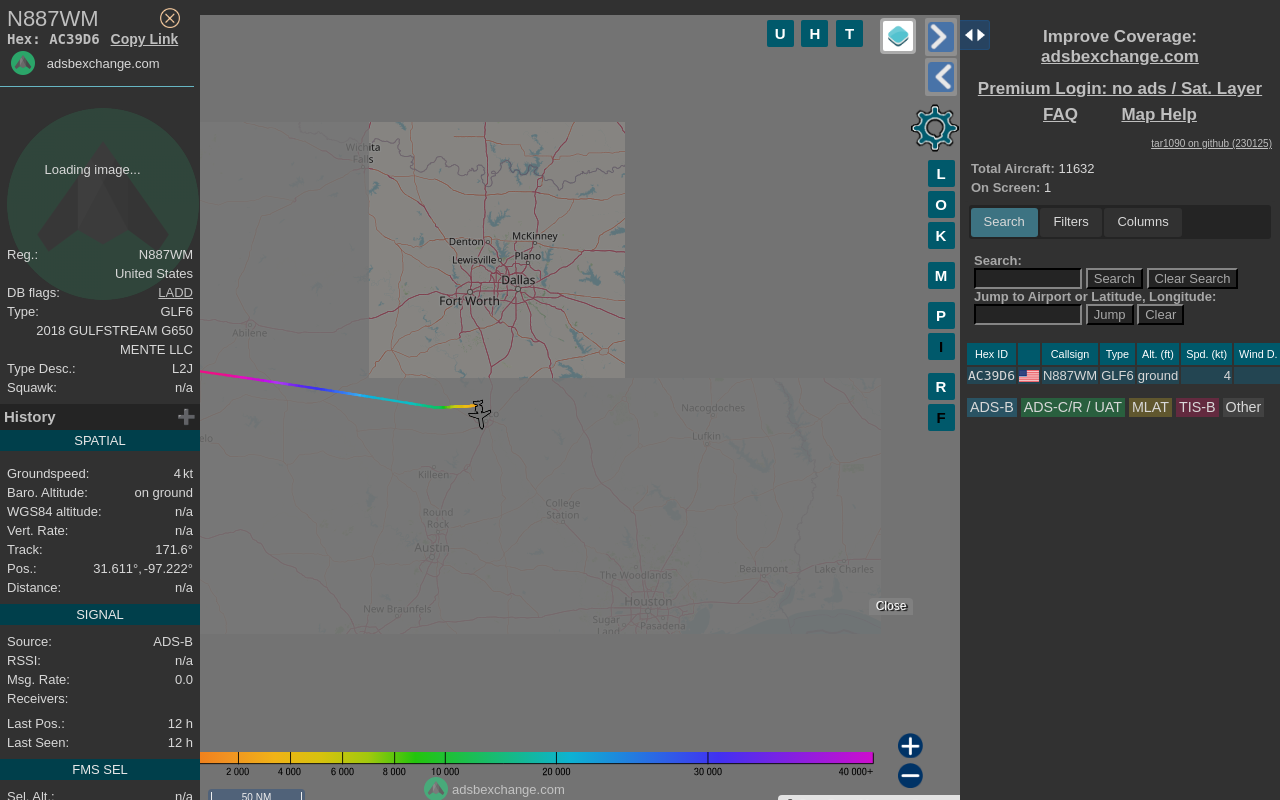 N887WM
Hex: AC39D6 Copy Link
adsbexchange.com
Loading image...
Reg.: N887WM
United States
DB flags: LADD
Type: GLF6
2018 GULFSTREAM G650
MENTE LLC
Type Desc.: L2J
Squawk: n/a
History
SPATIAL
Groundspeed: 4 kt
Baro. Altitude: on ground
WGS84 altitude: n/a
Vert. Rate: n/a
Track: 171.6°
Pos.: 31.611°, -97.222°
Distance: n/a
SIGNAL
Source: ADS-B
RSSI: n/a
Msg. Rate: 0.0
Receivers:
Last Pos.: 12 h
Last Seen: 12 h
FMS SEL
Sel. Alt.: n/a
U H T
L
O
K
M
P
I
R
F
Wichita
Falls
Denton
McKinney
Lewisville
Plano
Dallas
Fort Worth
Abilene
Nacogdoches
Lufkin
Killeen
College
Station
Round
Rock
Austin
The Woodlands
Beaumont
Lake Charles
Houston
New Braunfels
Sugar
Land
Pasadena
Close
2 000 4 000 6 000 8 000 10 000 20 000 30 000 40 000+
adsbexchange.com
50 NM
Improve Coverage:
adsbexchange.com
Premium Login: no ads / Sat. Layer
FAQ Map Help
tar1090 on github (230125)
Total Aircraft: 11632
On Screen: 1
Search Filters Columns
Search:
Search Clear Search
Jump to Airport or Latitude, Longitude:
Jump Clear
Hex ID Callsign Type Alt. (ft) Spd. (kt) Wind D.
AC39D6 N887WM GLF6 ground 4
ADS-B ADS-C/R / UAT MLAT TIS-B Other